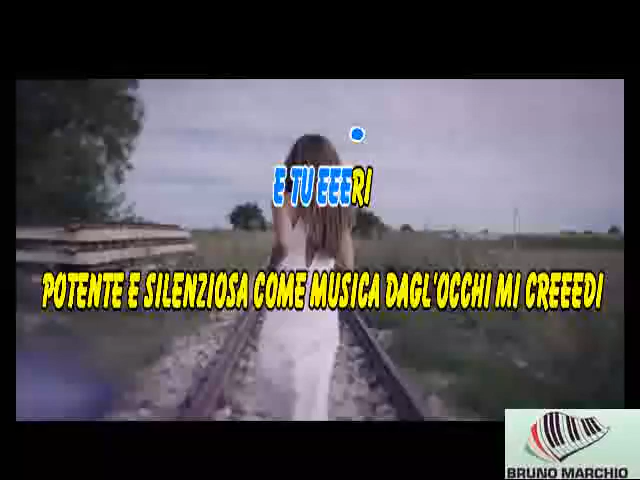 E TU EEERI
POTENTE E SILENZIOSA COME MUSICA DAGL'OCCHI MI CREEEDI
BRUNO MARCHIO